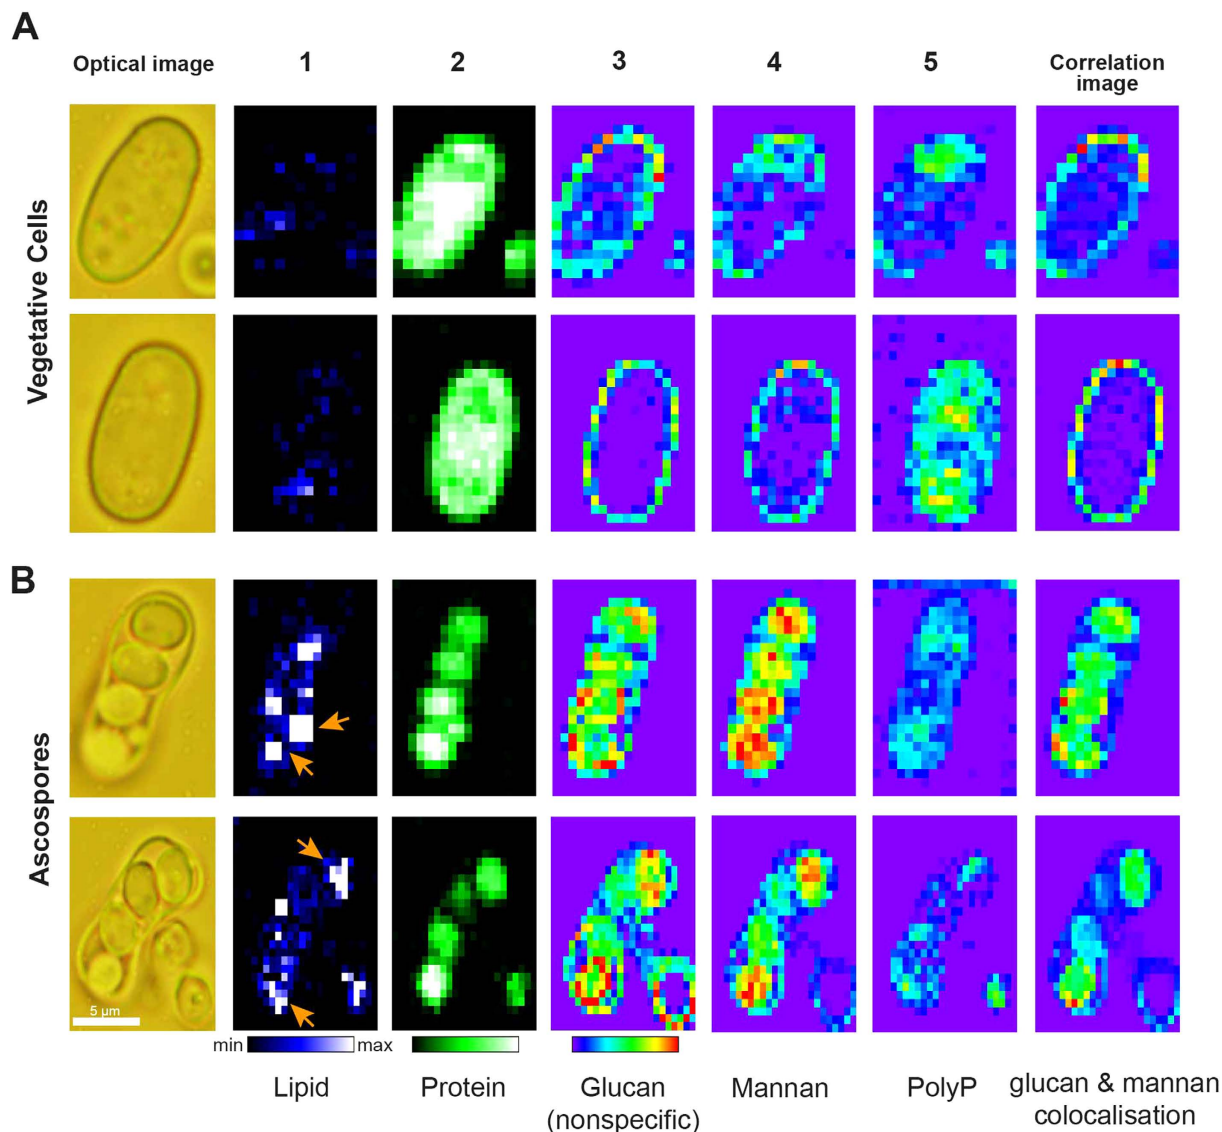 A
Optical image 1 2 3 4 5 Correlation
image
Vegetative Cells
B
Ascospores
5 µm
min max
Lipid Protein Glucan Mannan PolyP glucan & mannan
(nonspecific) colocalisation